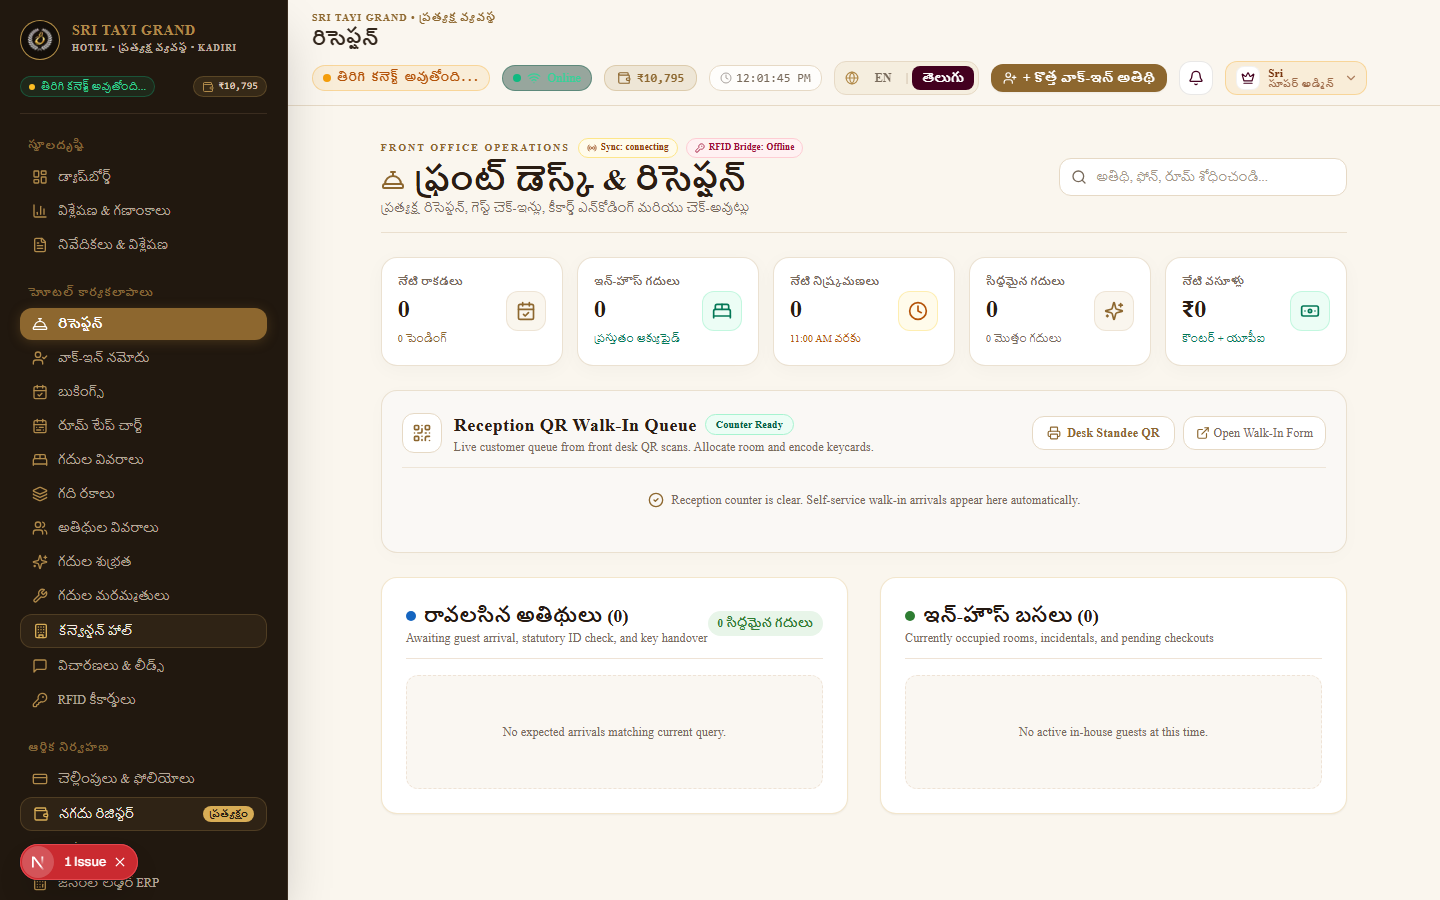 SRI TAYI GRAND
HOTEL • ప్రత్యక్ష వ్యవస్థ • KADIRI
తిరిగి కనెక్ట్ అవుతోంది...
₹10,795
స్థూలదృష్టి
డ్యాష్‌బోర్డ్
విశ్లేషణ & గణాంకాలు
నివేదికలు & విశ్లేషణ
హోటల్ కార్యకలాపాలు
రిసెప్షన్
వాక్-ఇన్ నమోదు
బుకింగ్స్
రూమ్ టేప్ చార్ట్
గదుల వివరాలు
గది రకాలు
అతిథుల వివరాలు
గదుల శుభ్రత
గదుల మరమ్మతులు
కన్వెన్షన్ హాల్
విచారణలు & లీడ్స్
RFID కీకార్డులు
ఆర్థిక నిర్వహణ
చెల్లింపులు & ఫోలియోలు
నగదు రిజిస్టర్
ప్రత్యక్షం
1 Issue
జనరల్ లెడ్జర్ ERP
SRI TAYI GRAND • ప్రత్యక్ష వ్యవస్థ
రిసెప్షన్
తిరిగి కనెక్ట్ అవుతోంది...
₹10,795
12:01:45 PM
EN
తెలుగు
+ కొత్త వాక్-ఇన్ అతిథి
Sri
సూపర్ అడ్మిన్
FRONT OFFICE OPERATIONS
Sync: connecting
RFID Bridge: Offline
ఫ్రంట్ డెస్క్ & రిసెప్షన్
ప్రత్యక్ష రిసెప్షన్, గెస్ట్ చెక్-ఇన్లు, కీకార్డ్ ఎన్‌కోడింగ్ మరియు చెక్-అవుట్లు
అతిథి, ఫోన్, రూమ్ శోధించండి...
నేటి రాకడలు
0
0 పెండింగ్
ఇన్-హౌస్ గదులు
0
ప్రస్తుతం ఆక్యుపైడ్
నేటి నిష్క్రమణలు
0
11:00 AM వరకు
సిద్ధమైన గదులు
0
0 మొత్తం గదులు
నేటి వసూళ్లు
₹0
కౌంటర్ + యూపీఐ
Reception QR Walk-In Queue
Counter Ready
Live customer queue from front desk QR scans. Allocate room and encode keycards.
Desk Standee QR
Open Walk-In Form
Reception counter is clear. Self-service walk-in arrivals appear here automatically.
రావలసిన అతిథులు (0)
Awaiting guest arrival, statutory ID check, and key handover
0 సిద్ధమైన గదులు
No expected arrivals matching current query.
ఇన్-హౌస్ బసలు (0)
Currently occupied rooms, incidentals, and pending checkouts
No active in-house guests at this time.